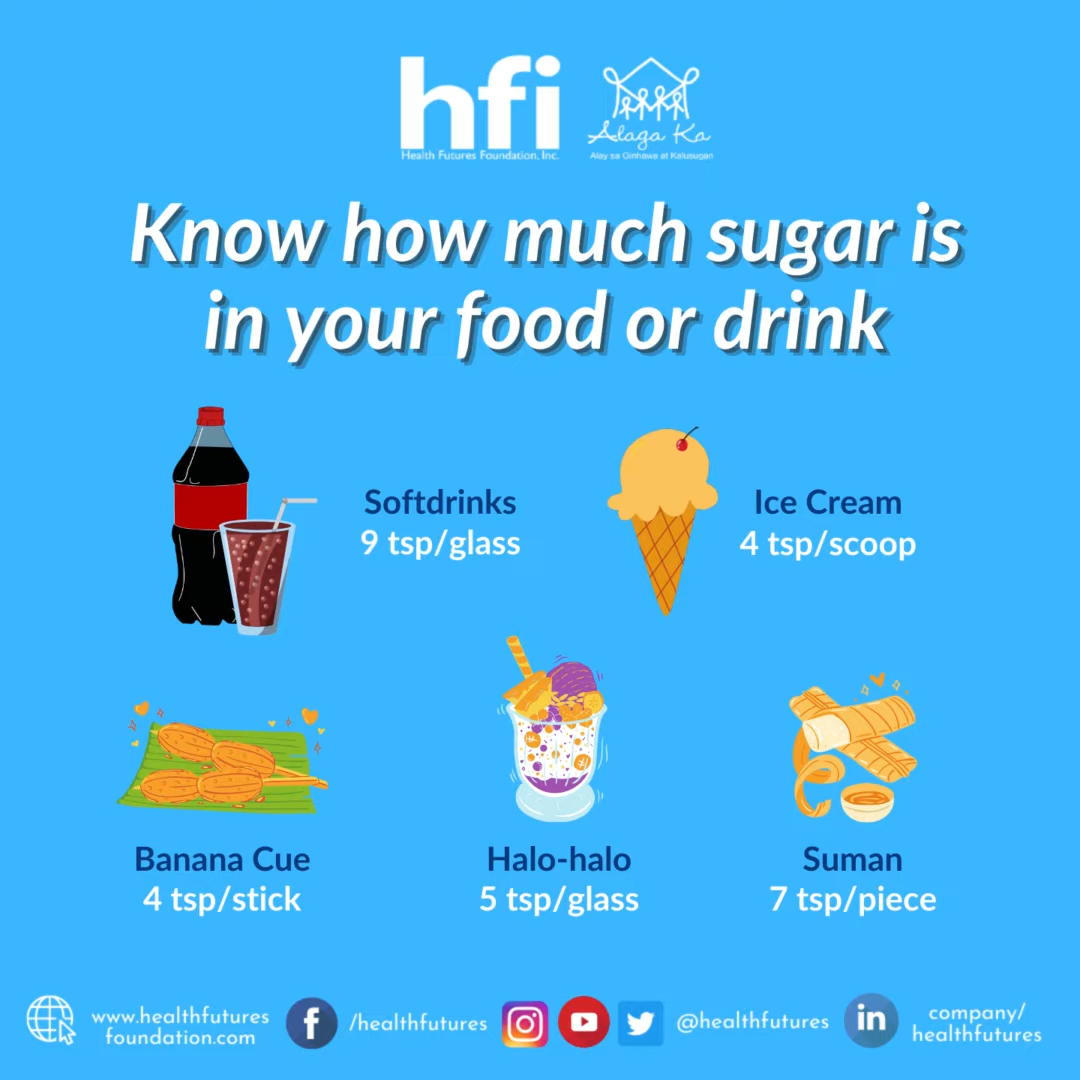 hfi
Health Futures Foundation, Inc.
Alaga Ka
Alay sa Ginhawa at Kalusugan
Know how much sugar is
in your food or drink
Softdrinks
9 tsp/glass
Ice Cream
4 tsp/scoop
Banana Cue
4 tsp/stick
Halo-halo
5 tsp/glass
Suman
7 tsp/piece
www.healthfutures
foundation.com
f
/healthfutures
@healthfutures
in
company/
healthfutures